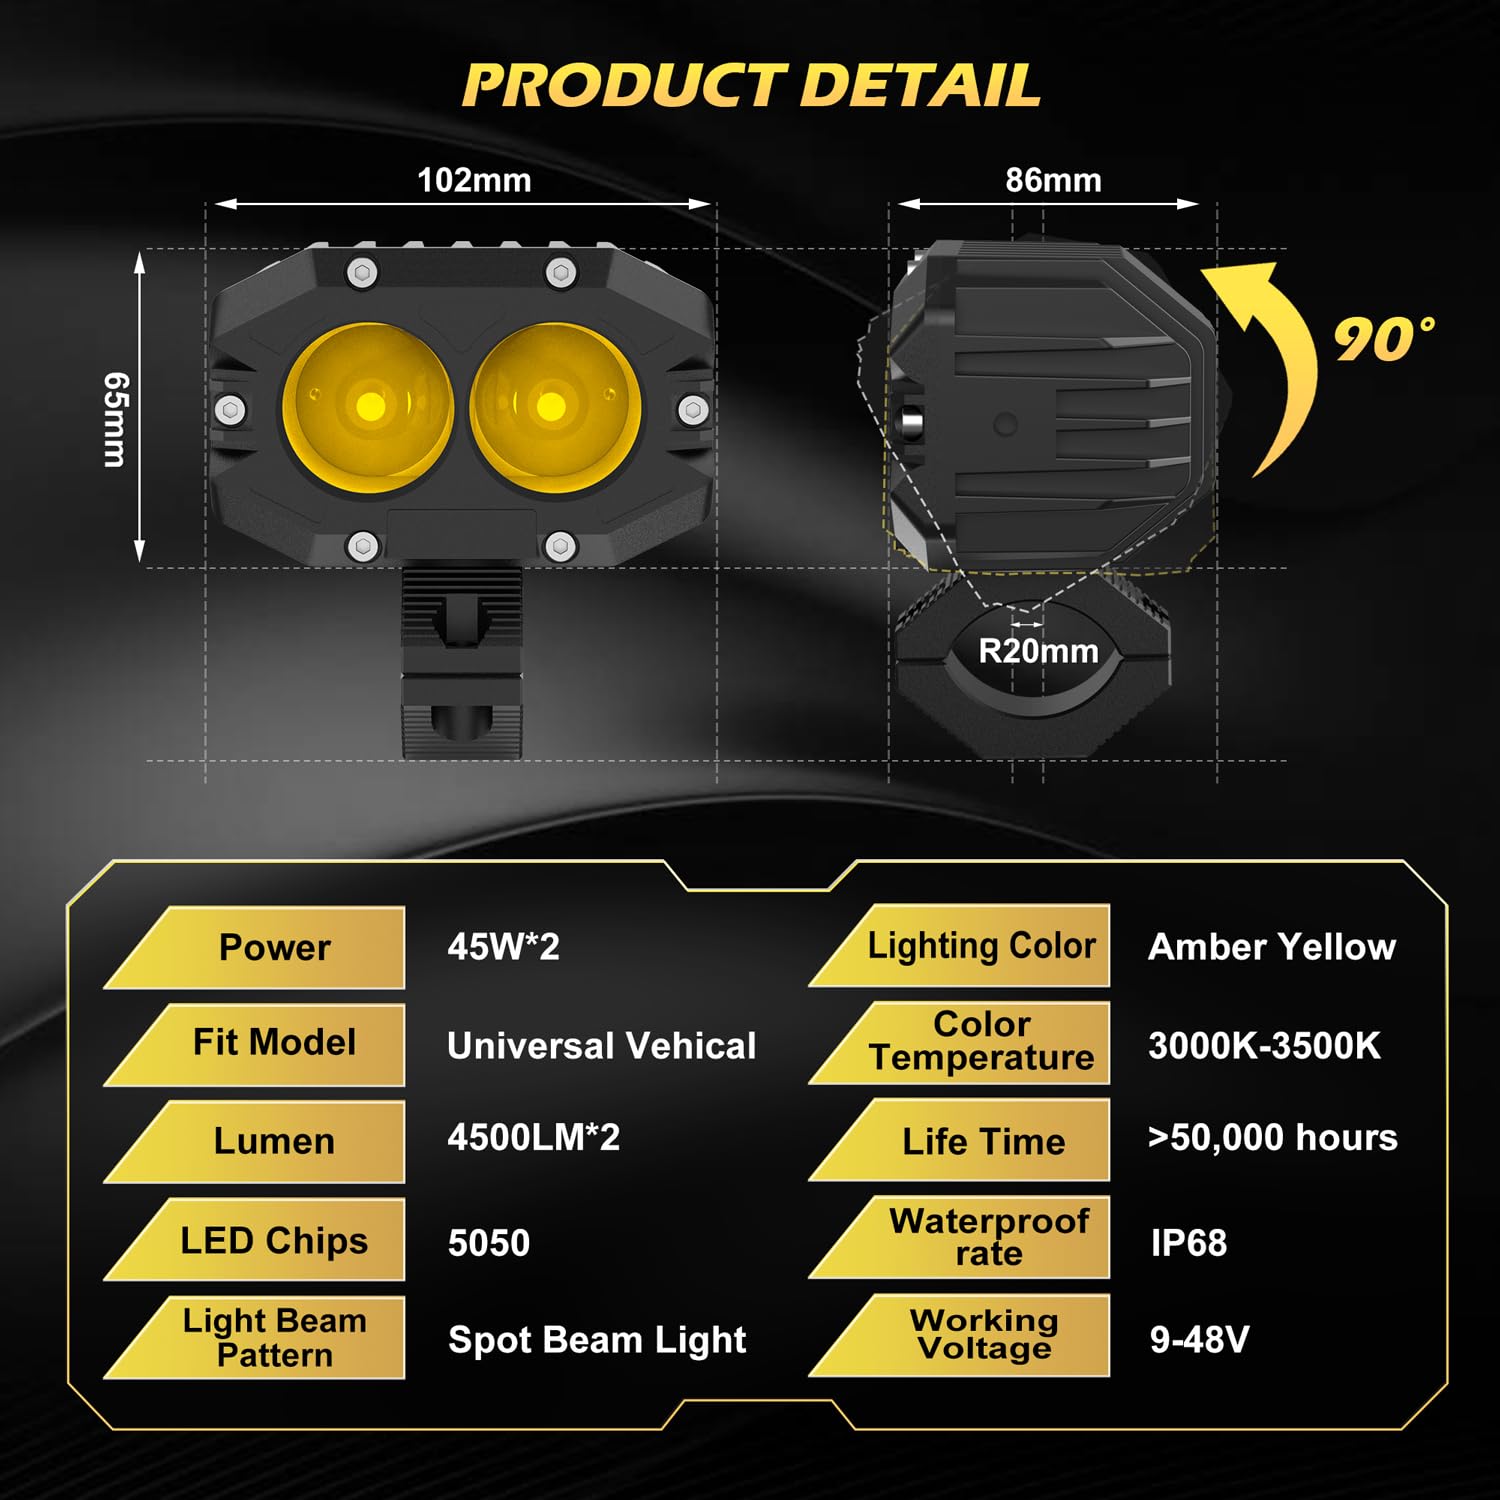 PRODUCT DETAIL
102mm
86mm
65mm
90°
R20mm
Power
45W*2
Lighting Color
Amber Yellow
Fit Model
Universal Vehical
Color
Temperature
3000K-3500K
Lumen
4500LM*2
Life Time
>50,000 hours
LED Chips
5050
Waterproof
rate
IP68
Light Beam
Pattern
Spot Beam Light
Working
Voltage
9-48V